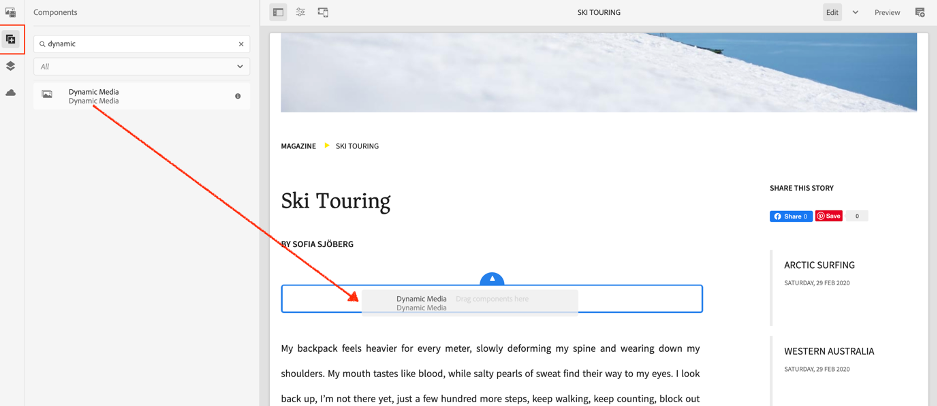 Components
SKI TOURING
Edit
Preview
dynamic
All
Dynamic Media
Dynamic Media
MAGAZINE SKI TOURING
Ski Touring
BY SOFIA SJÖBERG
Dynamic Media Drag components here
Dynamic Media
My backpack feels heavier for every meter, slowly deforming my spine and wearing down my
shoulders. My mouth tastes like blood, while salty pearls of sweat find their way to my eyes. I look
back up, I'm not there yet, just a few hundred more steps, keep walking, keep counting, block out
SHARE THIS STORY
Share 0 Save 0
ARCTIC SURFING
SATURDAY, 29 FEB 2020
WESTERN AUSTRALIA
SATURDAY, 29 FEB 2020